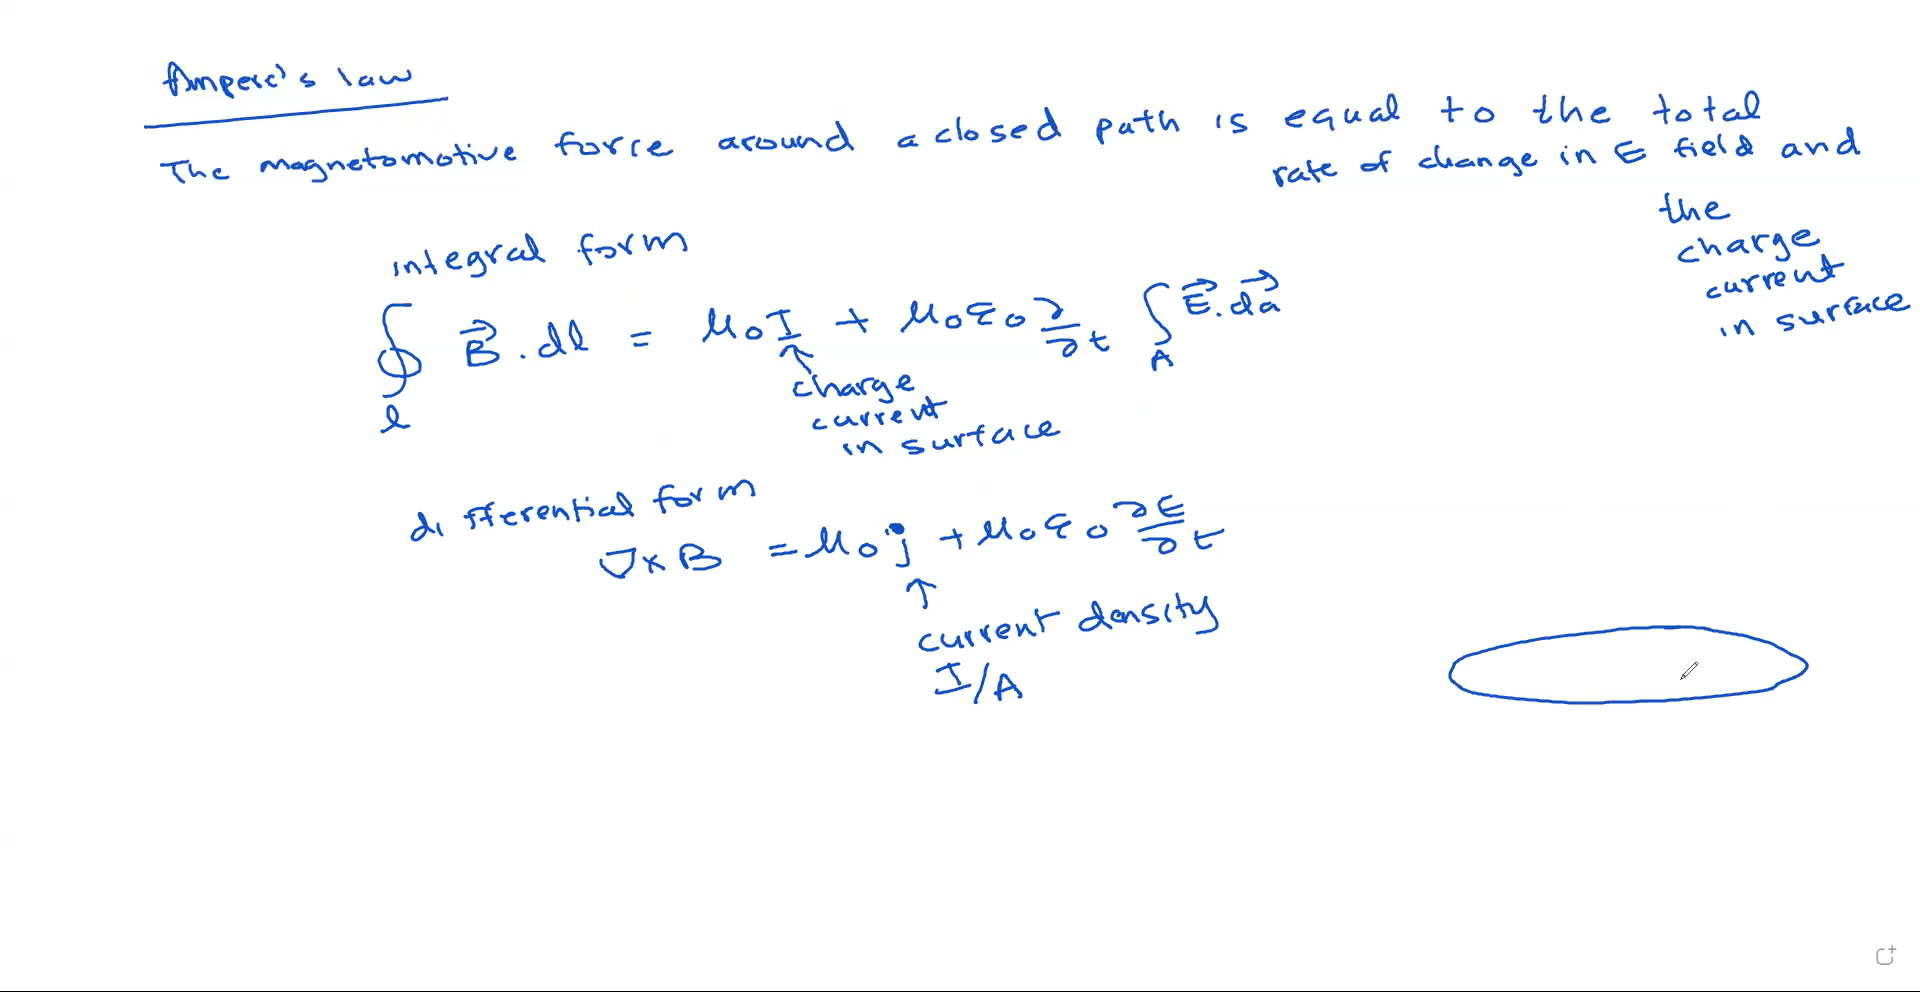 Ampere's law
The magnetomotive force around a closed path is equal to the total
rate of change in E field and
the
charge
current
in surface
integral form
∮ₗ B⃗ . dl = μ₀I + μ₀ε₀ ∂/∂t ∫_A E⃗ . da⃗
↑
charge
current
in surface
differential form
∇×B = μ₀j + μ₀ε₀ ∂E/∂t
↑
current density
I/A